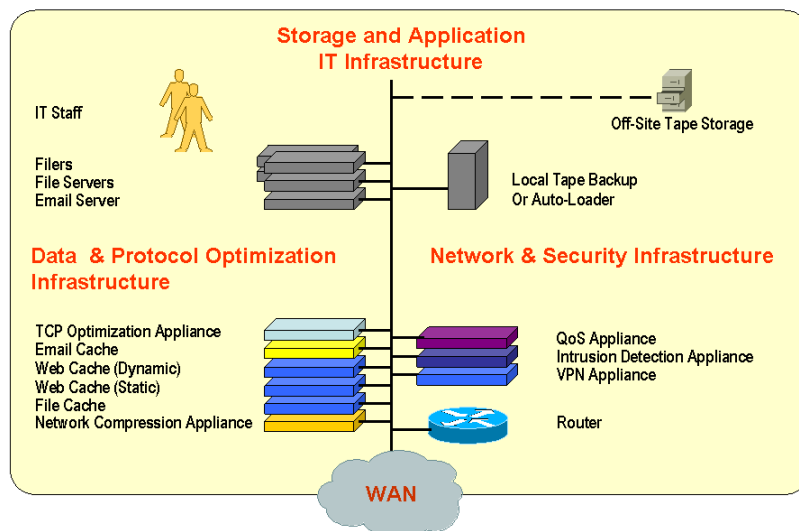 Storage and Application
IT Infrastructure
IT Staff
Off-Site Tape Storage
Filers
File Servers
Email Server
Local Tape Backup
Or Auto-Loader
Data & Protocol Optimization
Infrastructure
Network & Security Infrastructure
TCP Optimization Appliance
Email Cache
Web Cache (Dynamic)
Web Cache (Static)
File Cache
Network Compression Appliance
QoS Appliance
Intrusion Detection Appliance
VPN Appliance
Router
WAN